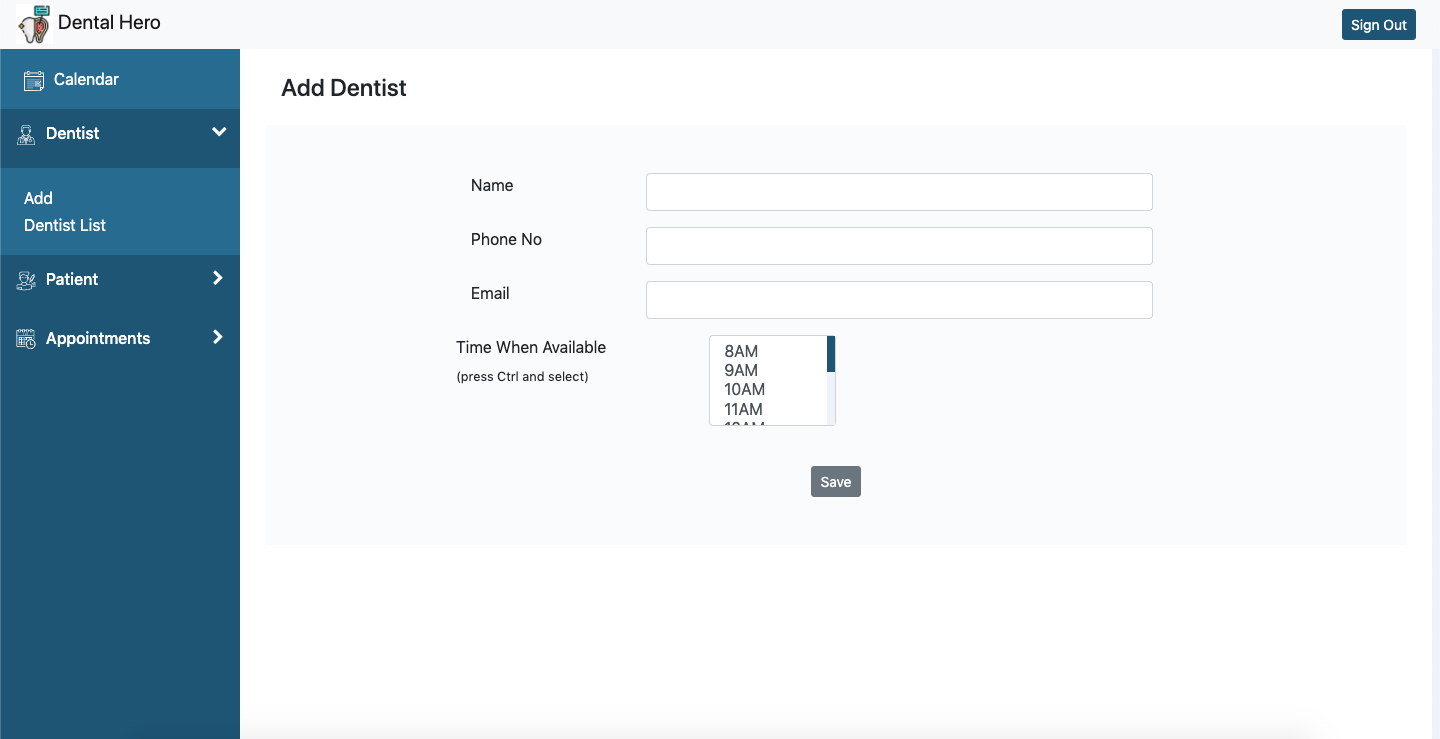 Dental Hero
Sign Out
Calendar
Dentist
Add
Dentist List
Patient
Appointments
Add Dentist
Name
Phone No
Email
Time When Available
(press Ctrl and select)
8AM
9AM
10AM
11AM
Save